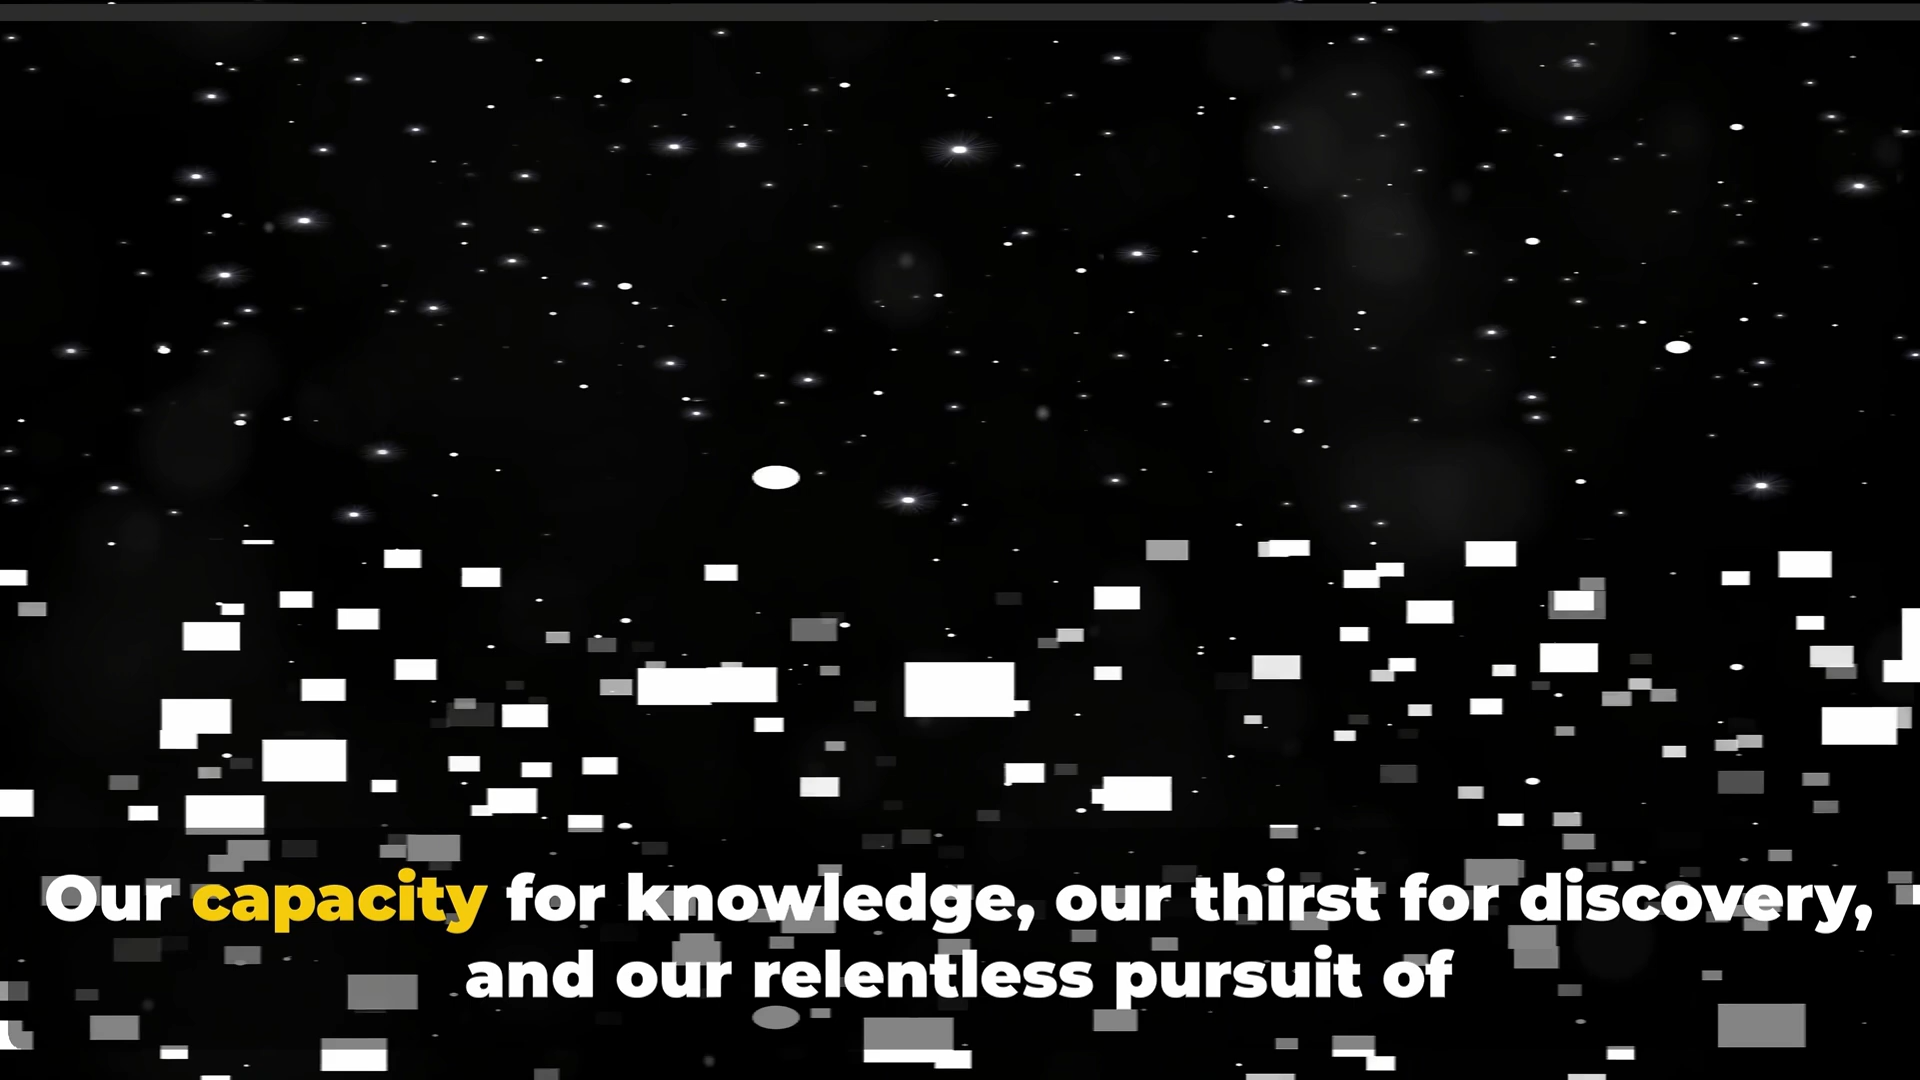 Our capacity for knowledge, our thirst for discovery,
and our relentless pursuit of